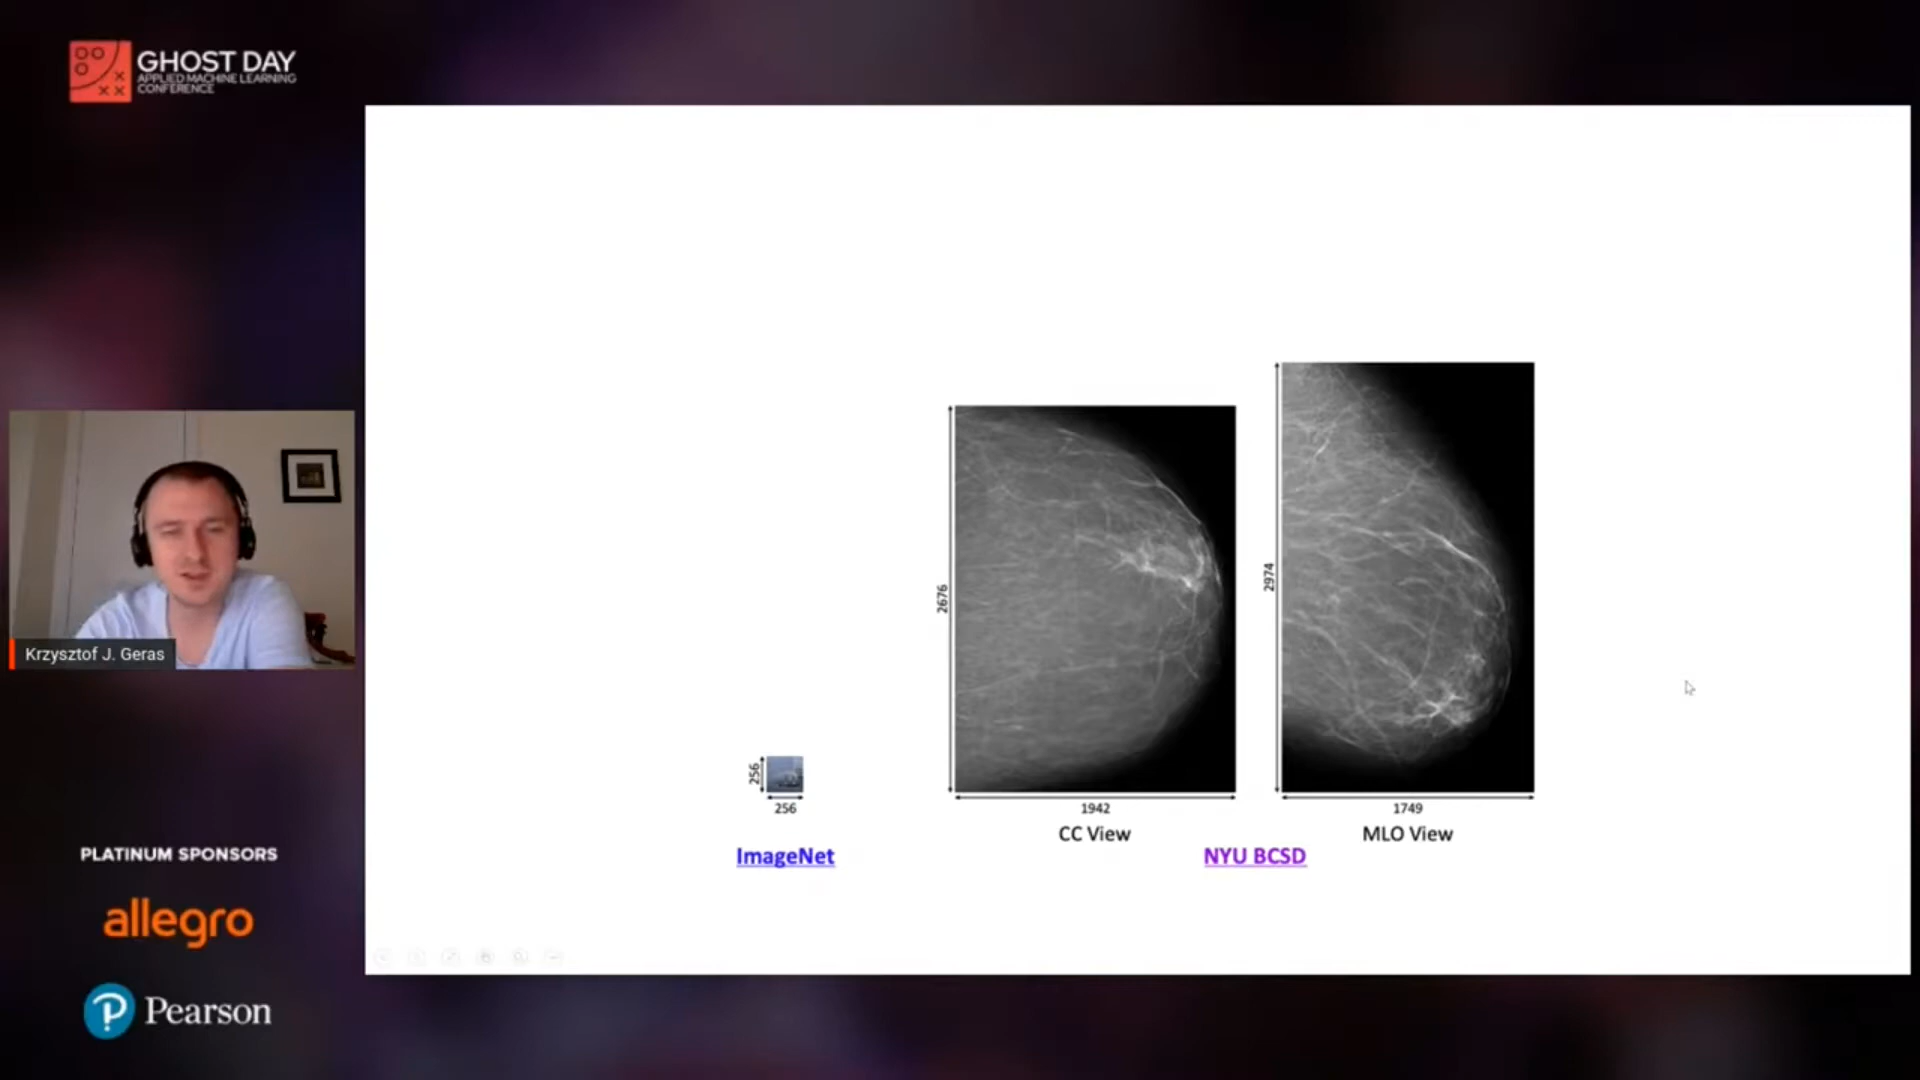 GHOST DAY
APPLIED MACHINE LEARNING
CONFERENCE
2676
1942
CC View
2974
1749
MLO View
256
256
ImageNet
NYU BCSD
Krzysztof J. Geras
PLATINUM SPONSORS
allegro
Pearson